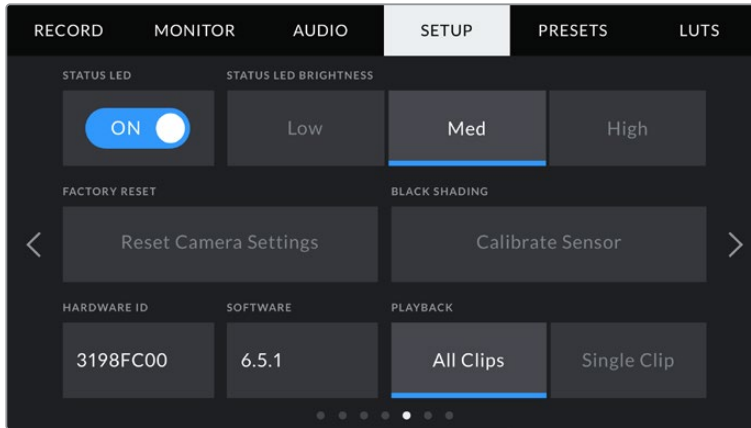 RECORD MONITOR AUDIO SETUP PRESETS LUTS
STATUS LED STATUS LED BRIGHTNESS
ON Low Med High
FACTORY RESET BLACK SHADING
Reset Camera Settings Calibrate Sensor
HARDWARE ID SOFTWARE PLAYBACK
3198FC00 6.5.1 All Clips Single Clip